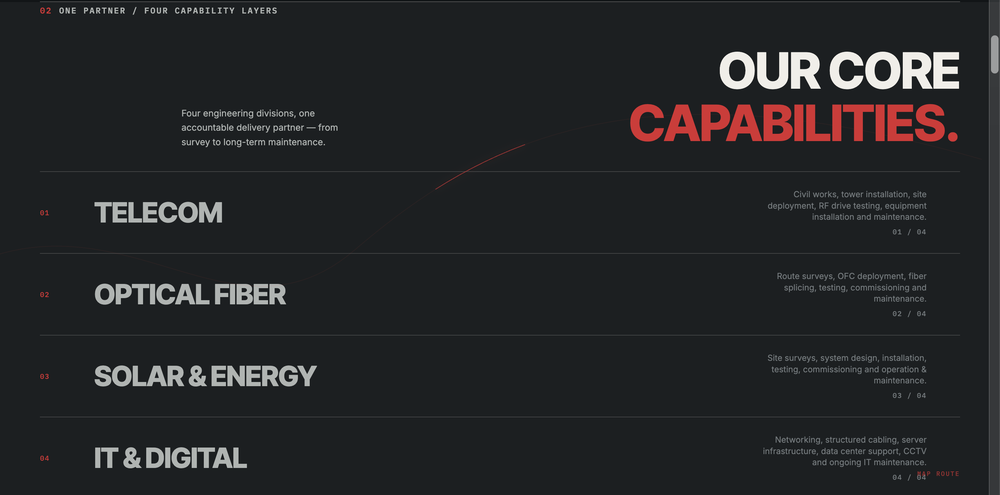 02 ONE PARTNER / FOUR CAPABILITY LAYERS
OUR CORE
CAPABILITIES.
Four engineering divisions, one
accountable delivery partner — from
survey to long-term maintenance.
01
TELECOM
Civil works, tower installation, site
deployment, RF drive testing, equipment
installation and maintenance.
01 / 04
02
OPTICAL FIBER
Route surveys, OFC deployment, fiber
splicing, testing, commissioning and
maintenance.
02 / 04
03
SOLAR & ENERGY
Site surveys, system design, installation,
testing, commissioning and operation &
maintenance.
03 / 04
04
IT & DIGITAL
Networking, structured cabling, server
infrastructure, data center support, CCTV
and ongoing IT maintenance.
04 / 04
MAP ROUTE